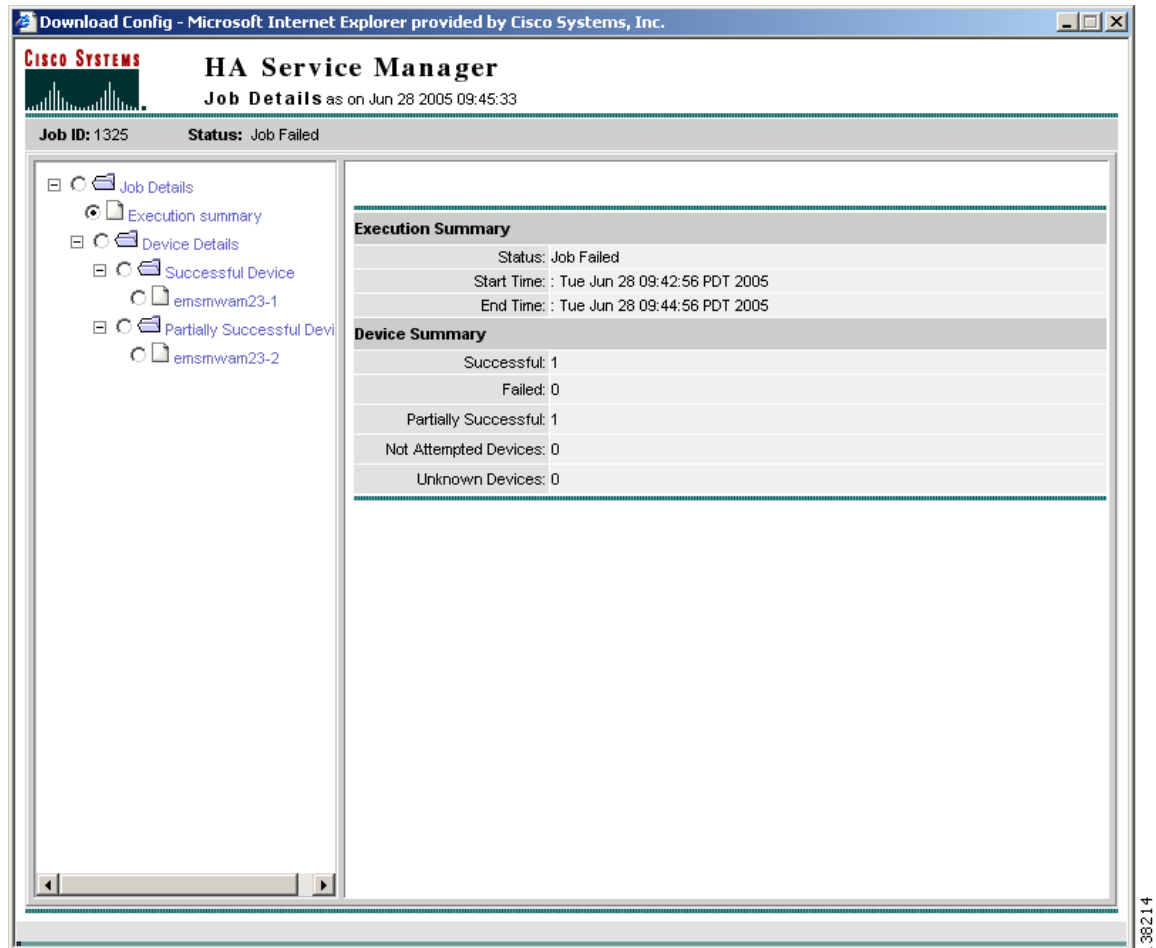 Download Config - Microsoft Internet Explorer provided by Cisco Systems, Inc.
CISCO SYSTEMS
HA Service Manager
Job Details as on Jun 28 2005 09:45:33
Job ID: 1325 Status: Job Failed
Job Details
Execution summary
Device Details
Successful Device
emsmwam23-1
Partially Successful Devi
emsmwam23-2
Execution Summary
Status: Job Failed
Start Time: : Tue Jun 28 09:42:56 PDT 2005
End Time: : Tue Jun 28 09:44:56 PDT 2005
Device Summary
Successful: 1
Failed: 0
Partially Successful: 1
Not Attempted Devices: 0
Unknown Devices: 0
38214